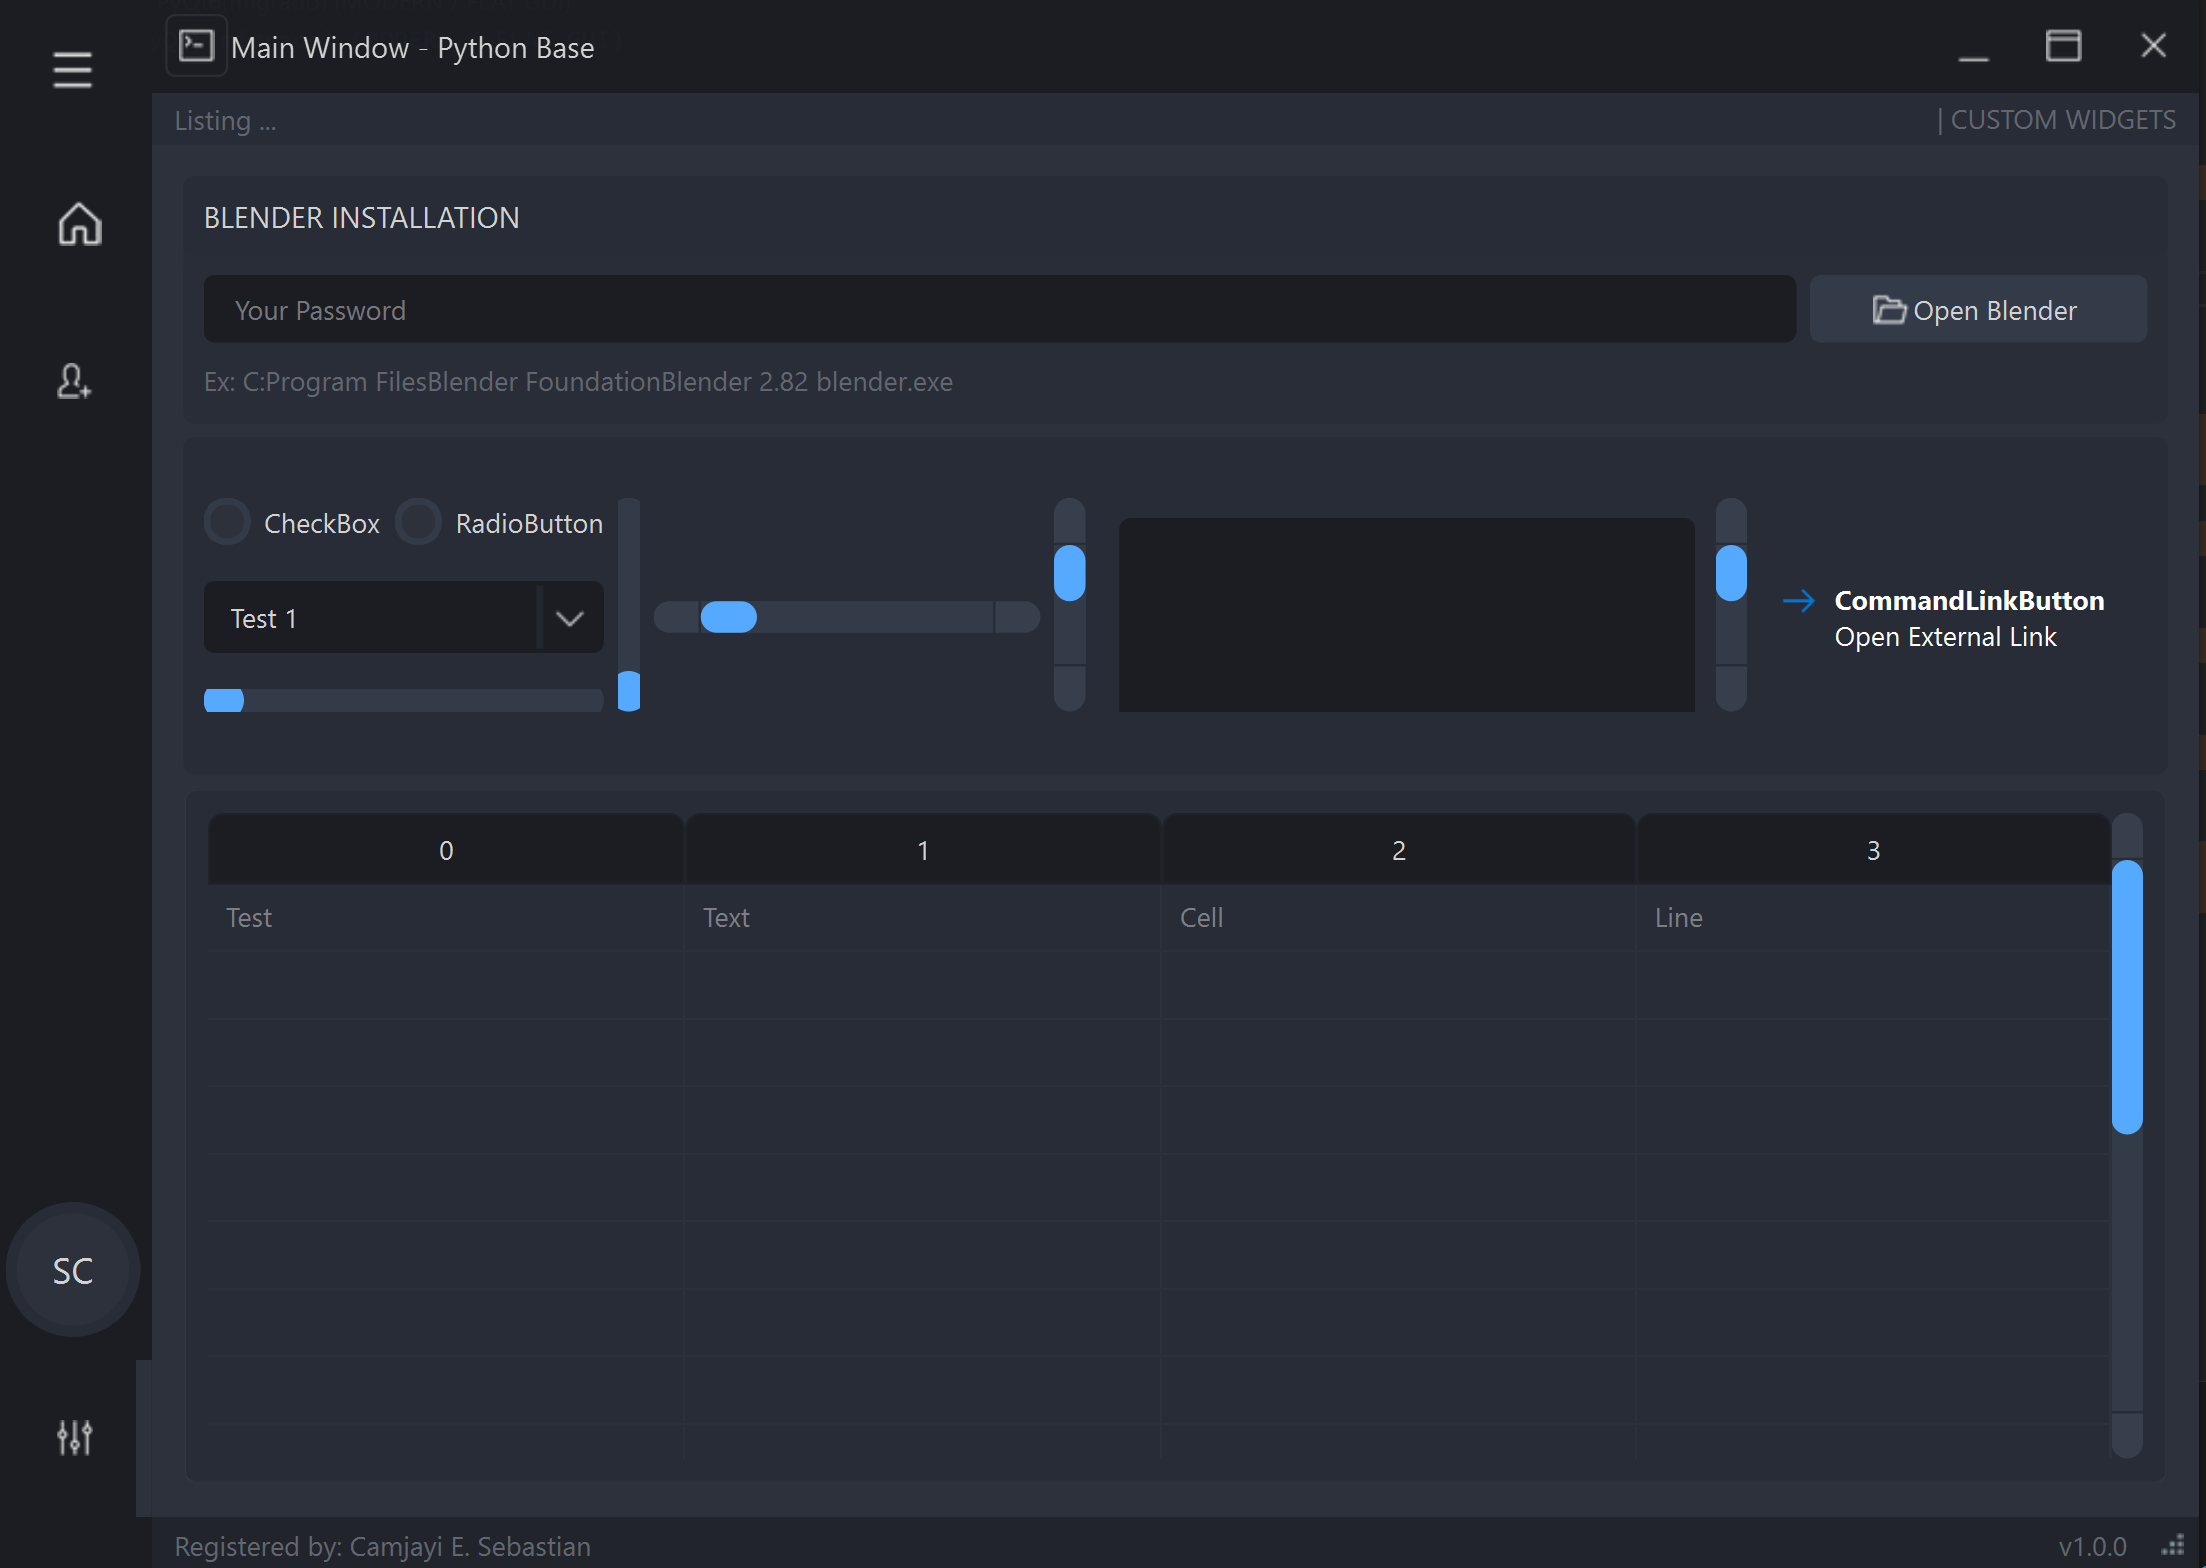 Main Window - Python Base
Listing ...
| CUSTOM WIDGETS
BLENDER INSTALLATION
Your Password
Open Blender
Ex: C:Program FilesBlender FoundationBlender 2.82 blender.exe
CheckBox
RadioButton
Test 1
CommandLinkButton
Open External Link
0 1 2 3
Test Text Cell Line
SC
Registered by: Camjayi E. Sebastian
v1.0.0